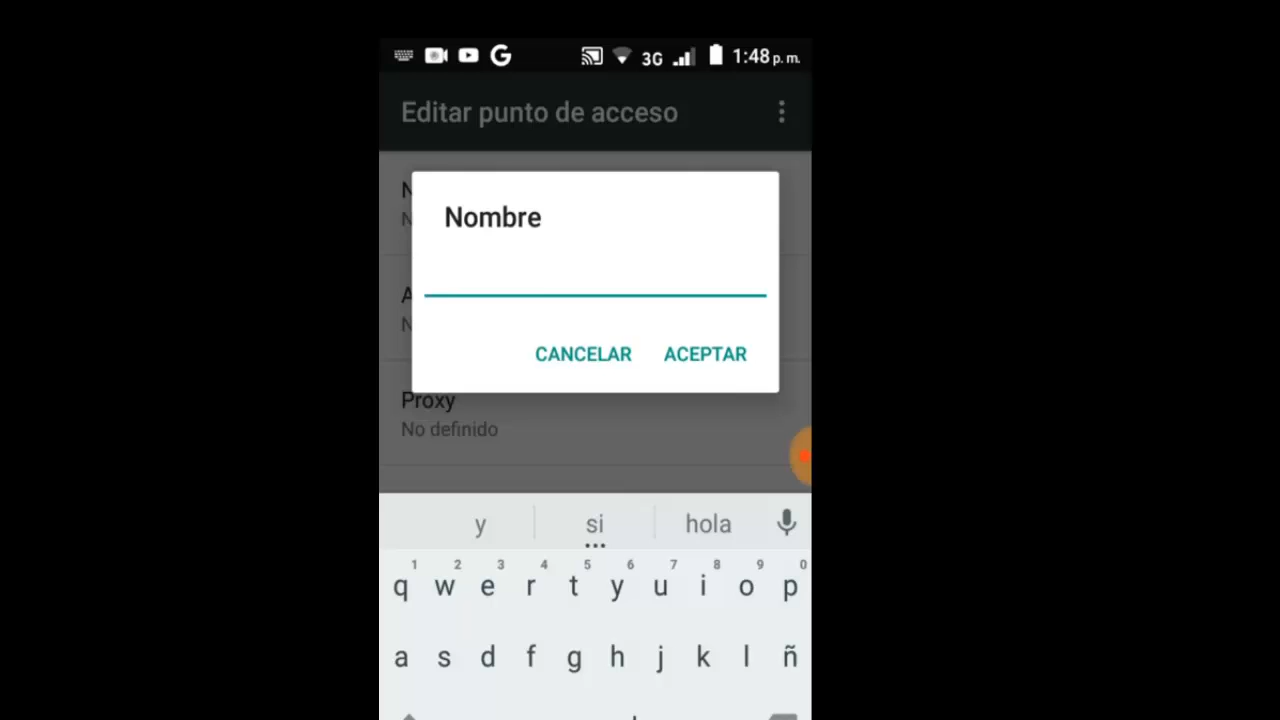 3G 1:48 p. m.
Editar punto de acceso
Nombre
CANCELAR ACEPTAR
Proxy
No definido
y si hola
1 2 3 4 5 6 7 8 9 0
q w e r t y u i o p
a s d f g h j k l ñ